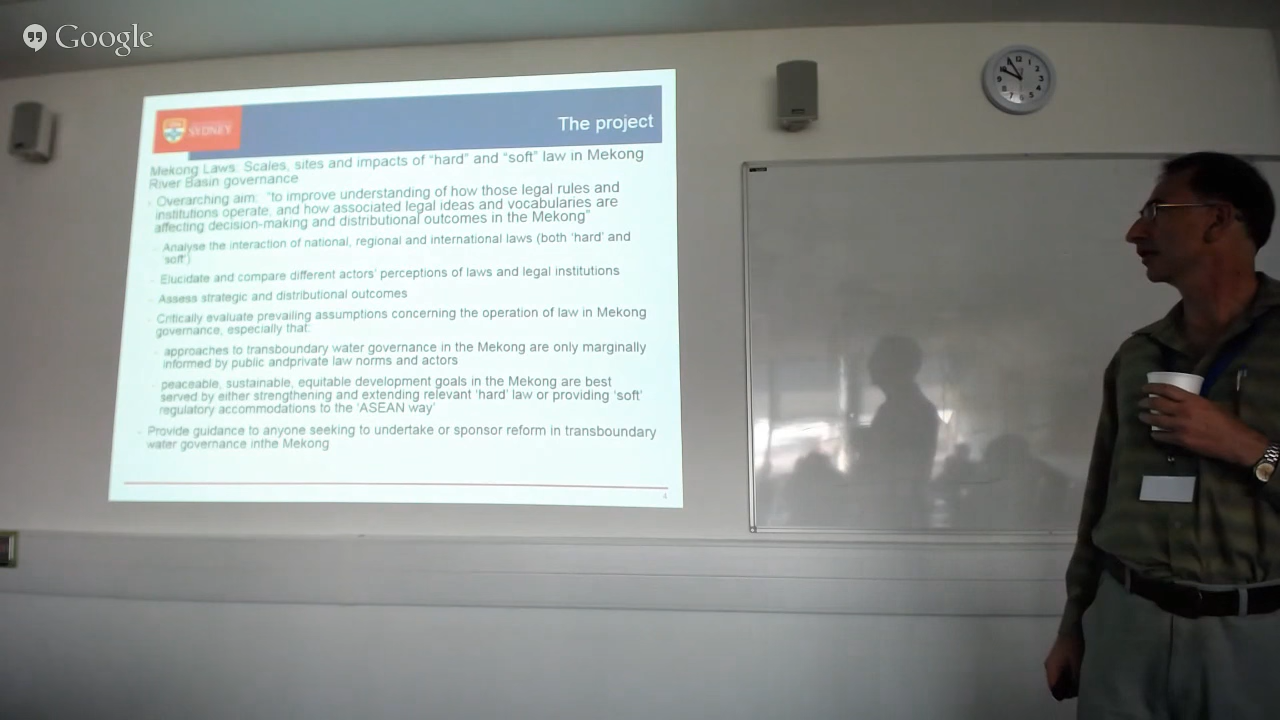 Google
SYDNEY
The project
Mekong Laws: Scales, sites and impacts of "hard" and "soft" law in Mekong
River Basin governance
Overarching aim: "to improve understanding of how those legal rules and
institutions operate, and how associated legal ideas and vocabularies are
affecting decision-making and distributional outcomes in the Mekong"
Analyse the interaction of national, regional and international laws (both 'hard' and
'soft')
Elucidate and compare different actors' perceptions of laws and legal institutions
Assess strategic and distributional outcomes
Critically evaluate prevailing assumptions concerning the operation of law in Mekong
governance, especially that:
approaches to transboundary water governance in the Mekong are only marginally
informed by public andprivate law norms and actors
peaceable, sustainable, equitable development goals in the Mekong are best
served by either strengthening and extending relevant 'hard' law or providing 'soft'
regulatory accommodations to the 'ASEAN way'
Provide guidance to anyone seeking to undertake or sponsor reform in transboundary
water governance inthe Mekong
4